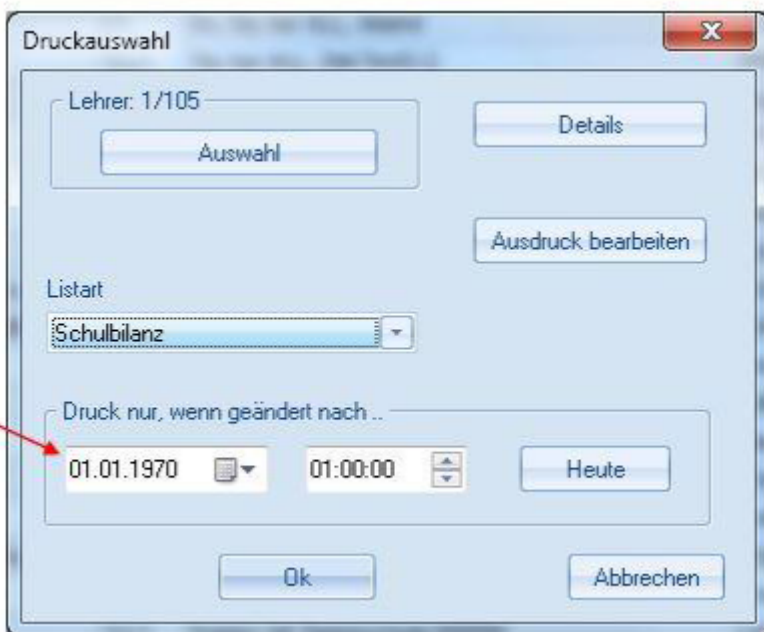 Druckauswahl
Lehrer: 1/105
Auswahl
Details
Ausdruck bearbeiten
Listart
Schulbilanz
Druck nur, wenn geändert nach ..
01.01.1970 01:00:00 Heute
Ok Abbrechen